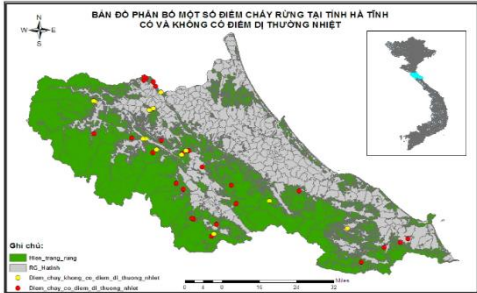 BẢN ĐỒ PHÂN BỐ MỘT SỐ ĐIỂM CHÁY RỪNG TẠI TỈNH HÀ TĨNH
CÓ VÀ KHÔNG CÓ ĐIỂM DỊ THƯỜNG NHIỆT
N
W E
S
Ghi chú:
Hien_trang_rung
RG_Hatinh
Diem_chay_khong_co_diem_di_thuong_nhiet
Diem_chay_co_diem_di_thuong_nhiet
Miles